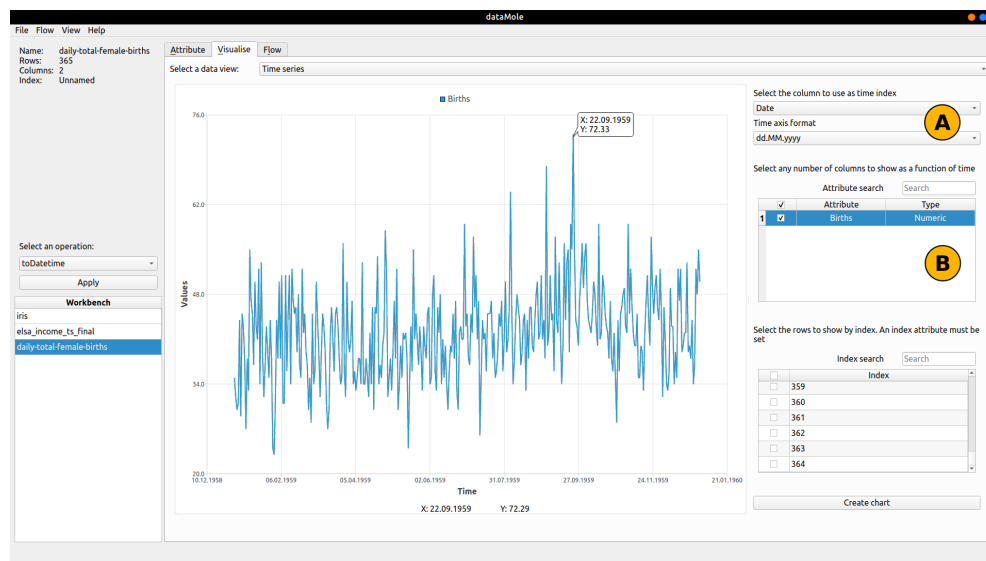 dataMole
File Flow View Help
Name: daily-total-female-births
Rows: 365
Columns: 2
Index: Unnamed
Select an operation:
toDatetime
Apply
Workbench
iris
elsa_income_ts_final
daily-total-female-births
Attribute Visualise Flow
Select a data view: Time series
Births
76.0
62.0
48.0
34.0
20.0
Values
X: 22.09.1959
Y: 72.33
10.12.1958 06.02.1959 05.04.1959 02.06.1959 31.07.1959 27.09.1959 24.11.1959 21.01.1960
Time
X: 22.09.1959 Y: 72.29
Select the column to use as time index
Date
A
Time axis format
dd.MM.yyyy
Select any number of columns to show as a function of time
Attribute search Search
Attribute Type
1 Births Numeric
B
Select the rows to show by index. An index attribute must be
set
Index search Search
Index
359
360
361
362
363
364
Create chart